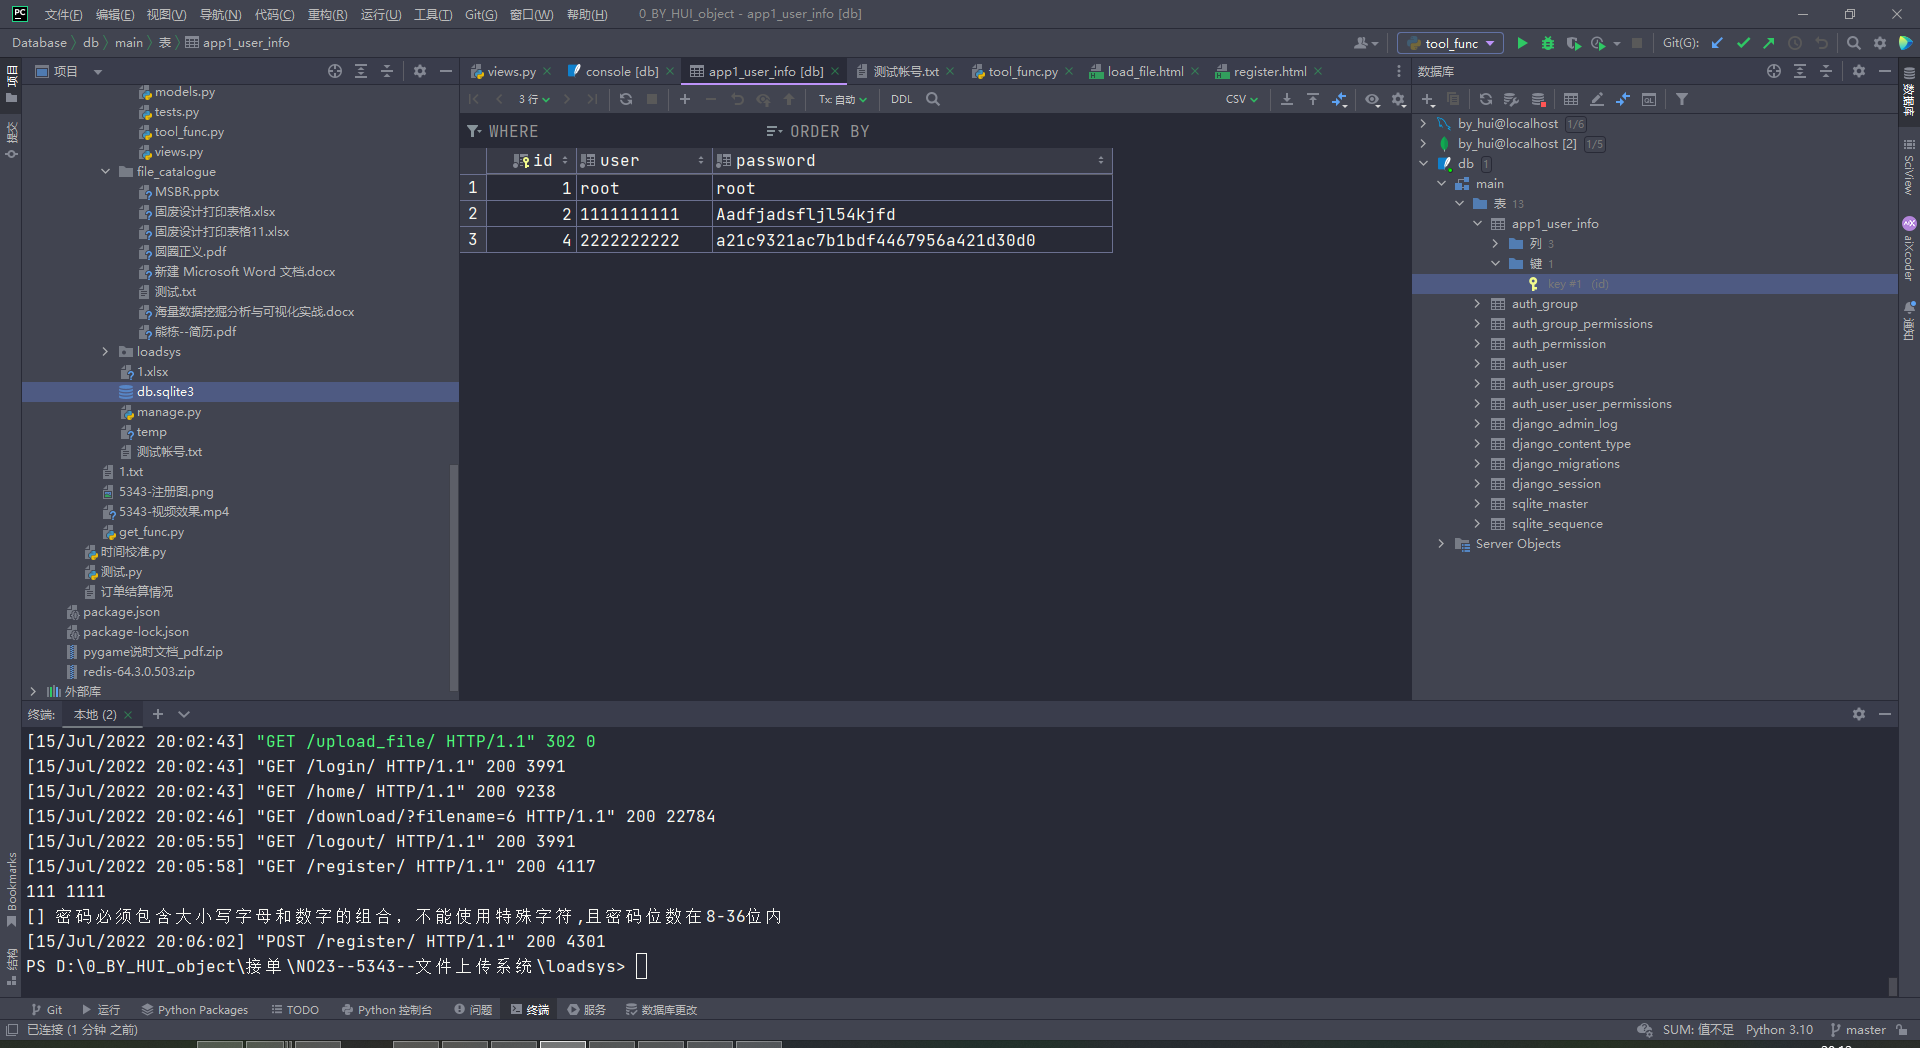 PC 文件(F) 编辑(E) 视图(V) 导航(N) 代码(C) 重构(R) 运行(U) 工具(T) Git(G) 窗口(W) 帮助(H) 0_BY_HUI_object - app1_user_info [db]
Database db main 表 app1_user_info
tool_func Git(G):
项目
views.py console [db] app1_user_info [db] 测试帐号.txt tool_func.py load_file.html register.html
数据库
3 行 Tx: 自动 DDL CSV
WHERE ORDER BY
id user password
1 1 root root
2 2 1111111111 Aadfjadsfljl54kjfd
3 4 2222222222 a21c9321ac7b1bdf4467956a421d30d0
项目
提交
Bookmarks
结构
models.py
tests.py
tool_func.py
views.py
file_catalogue
MSBR.pptx
固废设计打印表格.xlsx
固废设计打印表格11.xlsx
圆圈正义.pdf
新建 Microsoft Word 文档.docx
测试.txt
海量数据挖掘分析与可视化实战.docx
熊栋--简历.pdf
loadsys
1.xlsx
db.sqlite3
manage.py
temp
测试帐号.txt
1.txt
5343-注册图.png
5343-视频效果.mp4
get_func.py
时间校准.py
测试.py
订单结算情况
package.json
package-lock.json
pygame说时文档_pdf.zip
redis-64.3.0.503.zip
外部库
by_hui@localhost 1/6
by_hui@localhost [2] 1/5
db 1
main
表 13
app1_user_info
列 3
键 1
key #1 (id)
auth_group
auth_group_permissions
auth_permission
auth_user
auth_user_groups
auth_user_user_permissions
django_admin_log
django_content_type
django_migrations
django_session
sqlite_master
sqlite_sequence
Server Objects
数据库
SciView
aiXcoder
通知
终端: 本地 (2)
[15/Jul/2022 20:02:43] "GET /upload_file/ HTTP/1.1" 302 0
[15/Jul/2022 20:02:43] "GET /login/ HTTP/1.1" 200 3991
[15/Jul/2022 20:02:43] "GET /home/ HTTP/1.1" 200 9238
[15/Jul/2022 20:02:46] "GET /download/?filename=6 HTTP/1.1" 200 22784
[15/Jul/2022 20:05:55] "GET /logout/ HTTP/1.1" 200 3991
[15/Jul/2022 20:05:58] "GET /register/ HTTP/1.1" 200 4117
111 1111
[] 密码必须包含大小写字母和数字的组合，不能使用特殊字符,且密码位数在8-36位内
[15/Jul/2022 20:06:02] "POST /register/ HTTP/1.1" 200 4301
PS D:\0_BY_HUI_object\接单\NO23--5343--文件上传系统\loadsys>
Git 运行 Python Packages TODO Python 控制台 问题 终端 服务 数据库更改
已连接 (1 分钟 之前) SUM: 值不足 Python 3.10 master